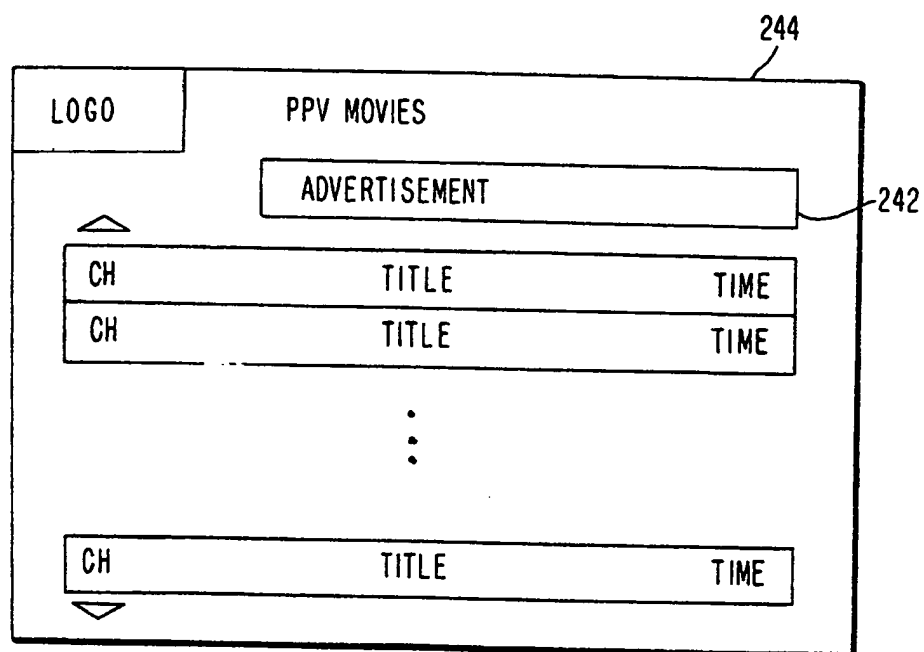 244
LOGO PPV MOVIES
ADVERTISEMENT
242
CH TITLE TIME
CH TITLE TIME
CH TITLE TIME